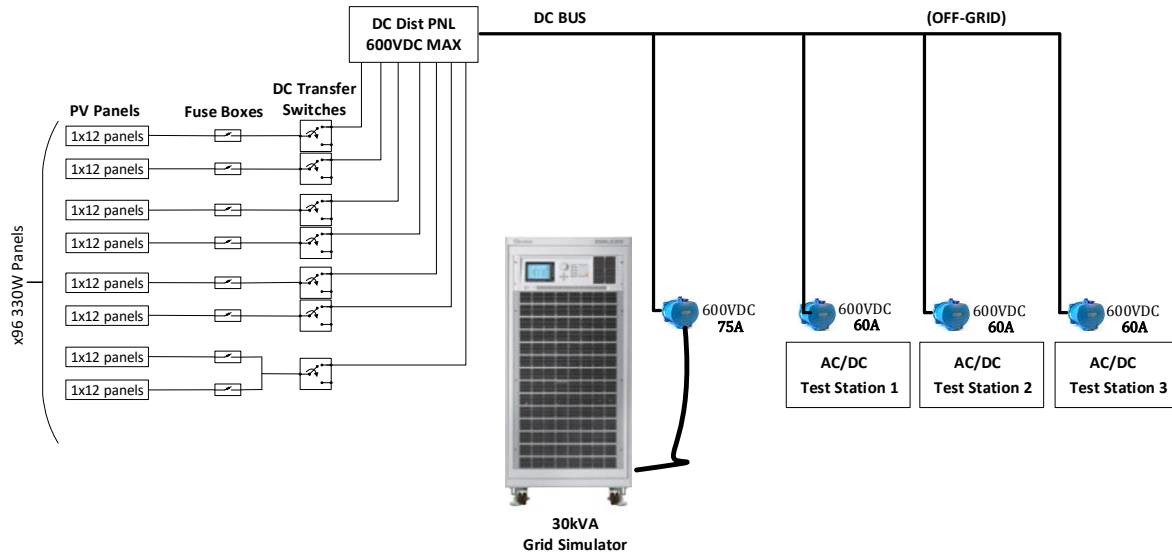 DC Dist PNL
600VDC MAX
DC BUS
(OFF-GRID)
DC Transfer
Switches
PV Panels
Fuse Boxes
1x12 panels
1x12 panels
1x12 panels
1x12 panels
1x12 panels
1x12 panels
1x12 panels
1x12 panels
x96 330W Panels
600VDC
75A
600VDC
60A
600VDC
60A
600VDC
60A
AC/DC
Test Station 1
AC/DC
Test Station 2
AC/DC
Test Station 3
30kVA
Grid Simulator